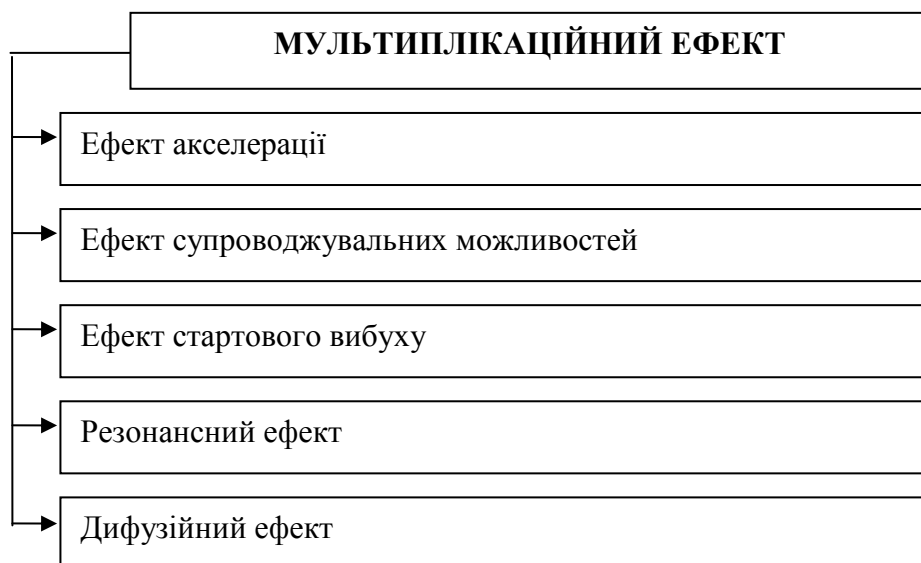 МУЛЬТИПЛІКАЦІЙНИЙ ЕФЕКТ
Ефект акселерації
Ефект супроводжувальних можливостей
Ефект стартового вибуху
Резонансний ефект
Дифузійний ефект